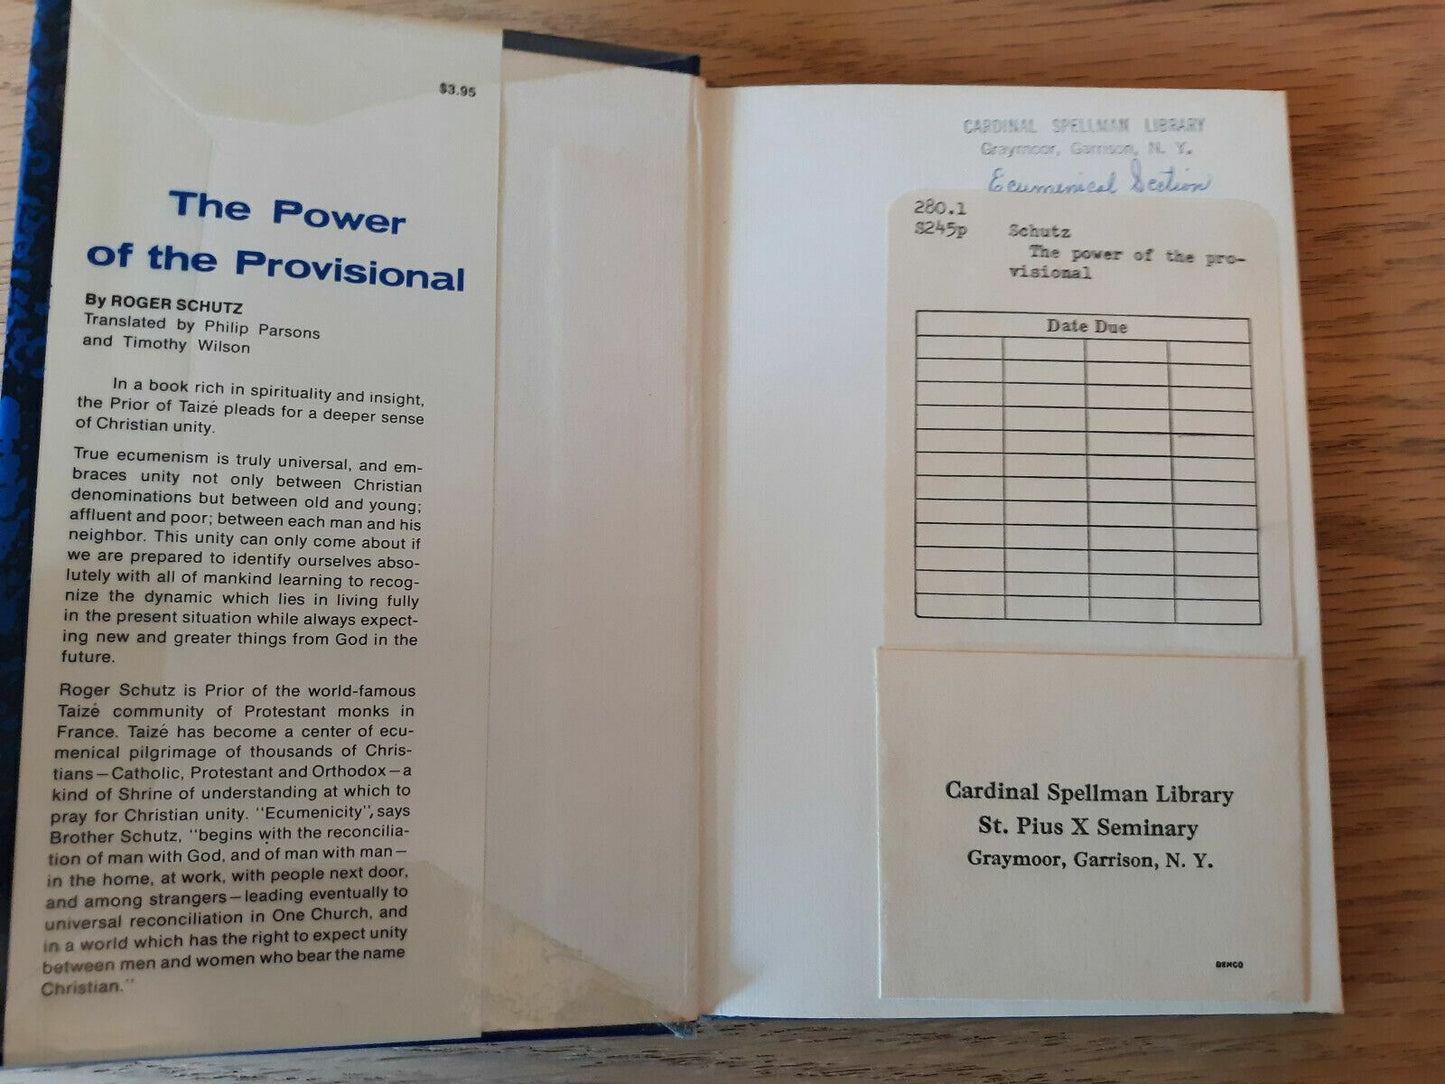 $3.95
The Power
of the Provisional
By ROGER SCHUTZ
Translated by Philip Parsons
and Timothy Wilson
In a book rich in spirituality and insight,
the Prior of Taizé pleads for a deeper sense
of Christian unity.
True ecumenism is truly universal, and em-
braces unity not only between Christian
denominations but between old and young;
affluent and poor; between each man and his
neighbor. This unity can only come about if
we are prepared to identify ourselves abso-
lutely with all of mankind learning to recog-
nize the dynamic which lies in living fully
in the present situation while always expect-
ing new and greater things from God in the
future.
Roger Schutz is Prior of the world-famous
Taizé community of Protestant monks in
France. Taizé has become a center of ecu-
menical pilgrimage of thousands of Chris-
tians—Catholic, Protestant and Orthodox—a
kind of Shrine of understanding at which to
pray for Christian unity. "Ecumenicity", says
Brother Schutz, "begins with the reconcilia-
tion of man with God, and of man with man—
in the home, at work, with people next door,
and among strangers—leading eventually to
universal reconciliation in One Church, and
in a world which has the right to expect unity
between men and women who bear the name
Christian."
CARDINAL SPELLMAN LIBRARY
Graymoor, Garrison, N. Y.
Ecumenical Section
280.1
S245p Schutz
The power of the pro-
visional
Date Due
Cardinal Spellman Library
St. Pius X Seminary
Graymoor, Garrison, N. Y.
DEMCO